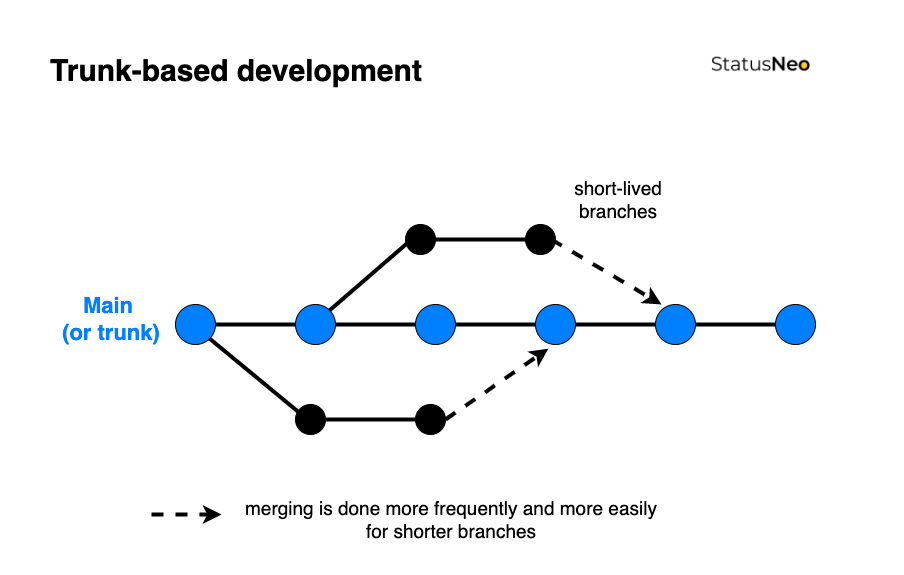 Trunk-based development
StatusNeo
short-lived
branches
Main
(or trunk)
merging is done more frequently and more easily
for shorter branches